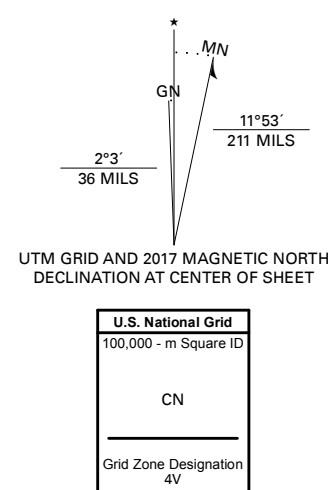 ★
MN
GN
11°53´
211 MILS
2°3´
36 MILS
UTM GRID AND 2017 MAGNETIC NORTH
DECLINATION AT CENTER OF SHEET
U.S. National Grid
100,000 - m Square ID
CN
Grid Zone Designation
4V